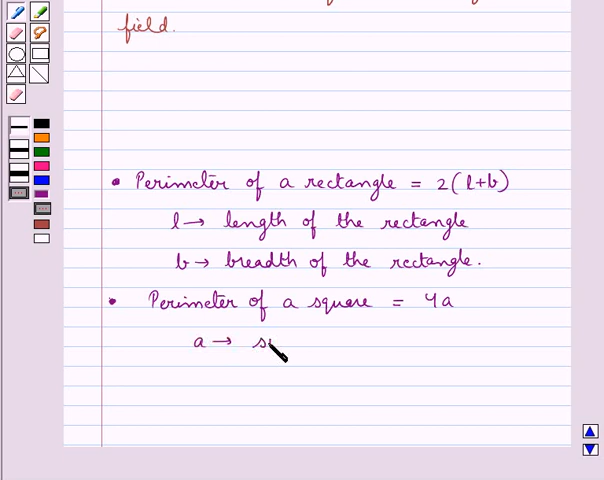 field.
• Perimeter of a rectangle = 2(l+b)
l → length of the rectangle
b → breadth of the rectangle.
• Perimeter of a square = 4a
a →